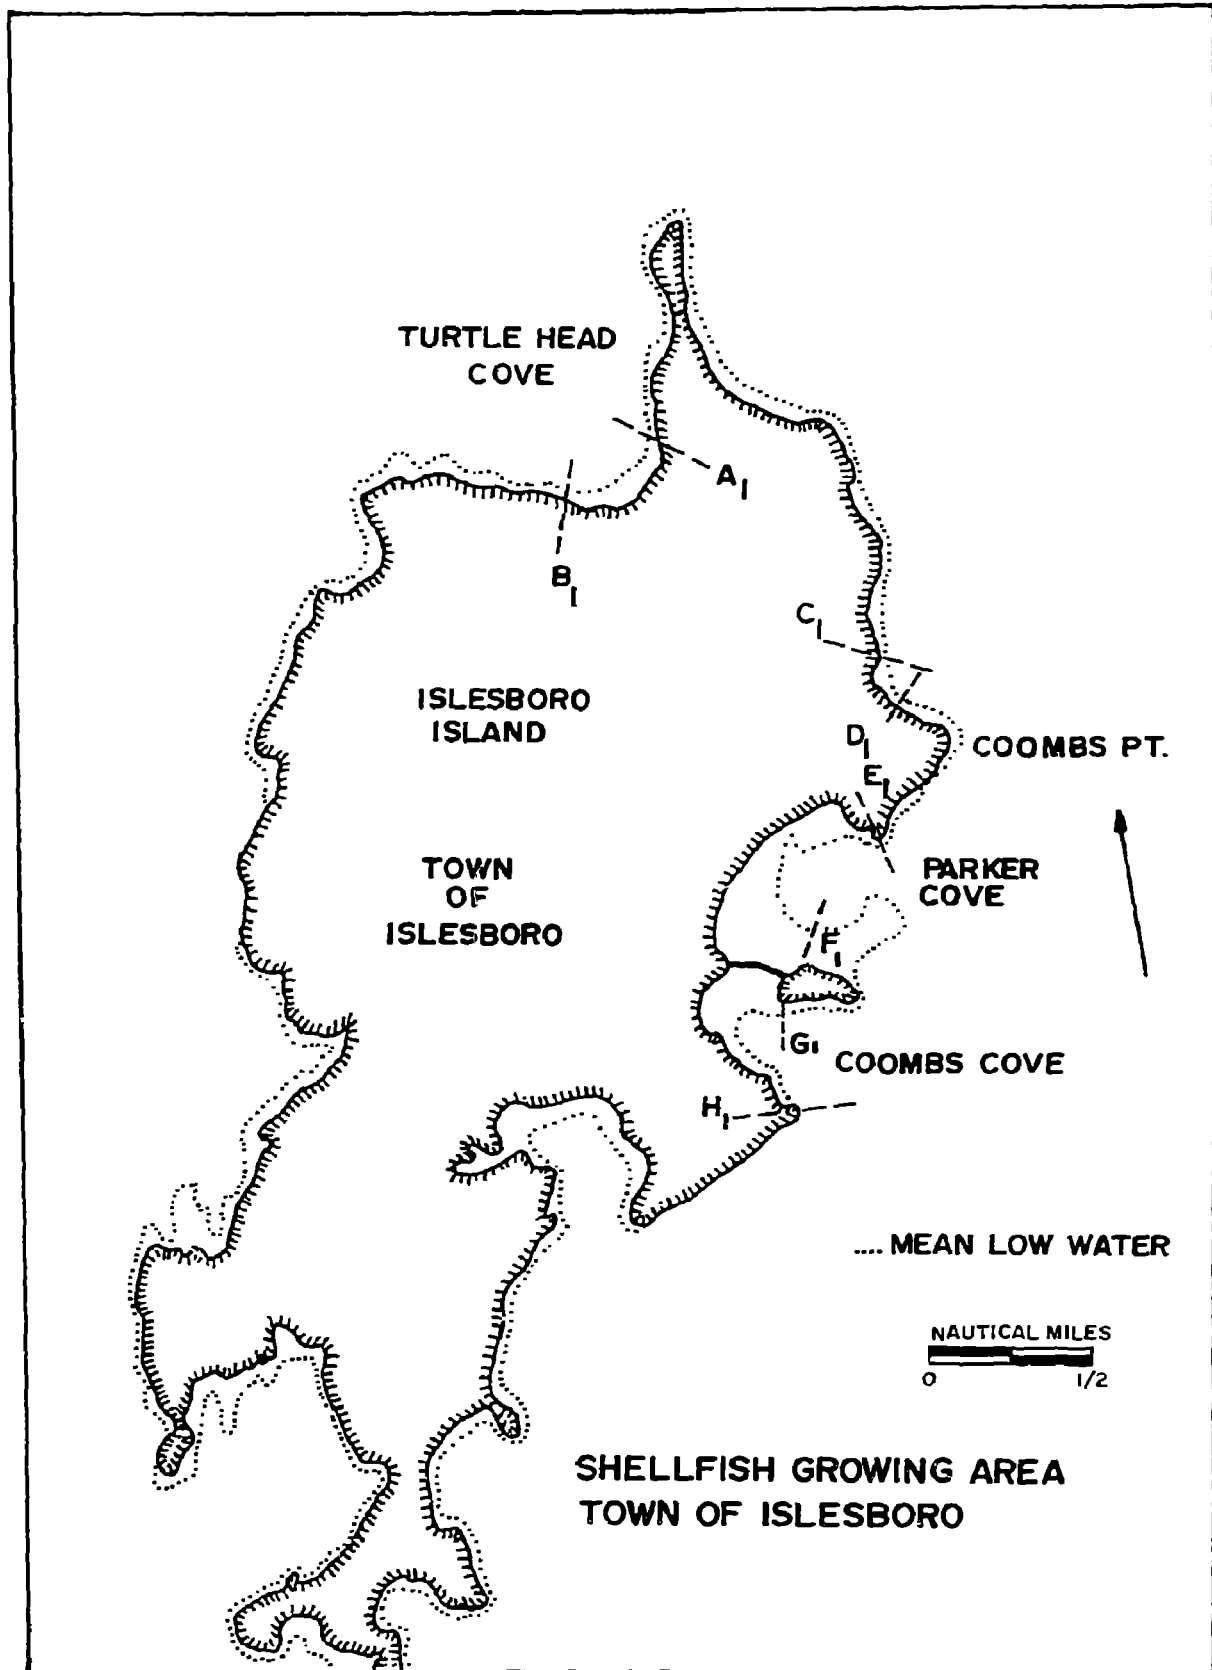 TURTLE HEAD
COVE
A1
B1
C1
ISLESBORO
ISLAND
D1
COOMBS PT.
E1
TOWN
OF
ISLESBORO
PARKER
COVE
F1
G1
COOMBS COVE
H1
.... MEAN LOW WATER
NAUTICAL MILES
0 1/2
SHELLFISH GROWING AREA
TOWN OF ISLESBORO